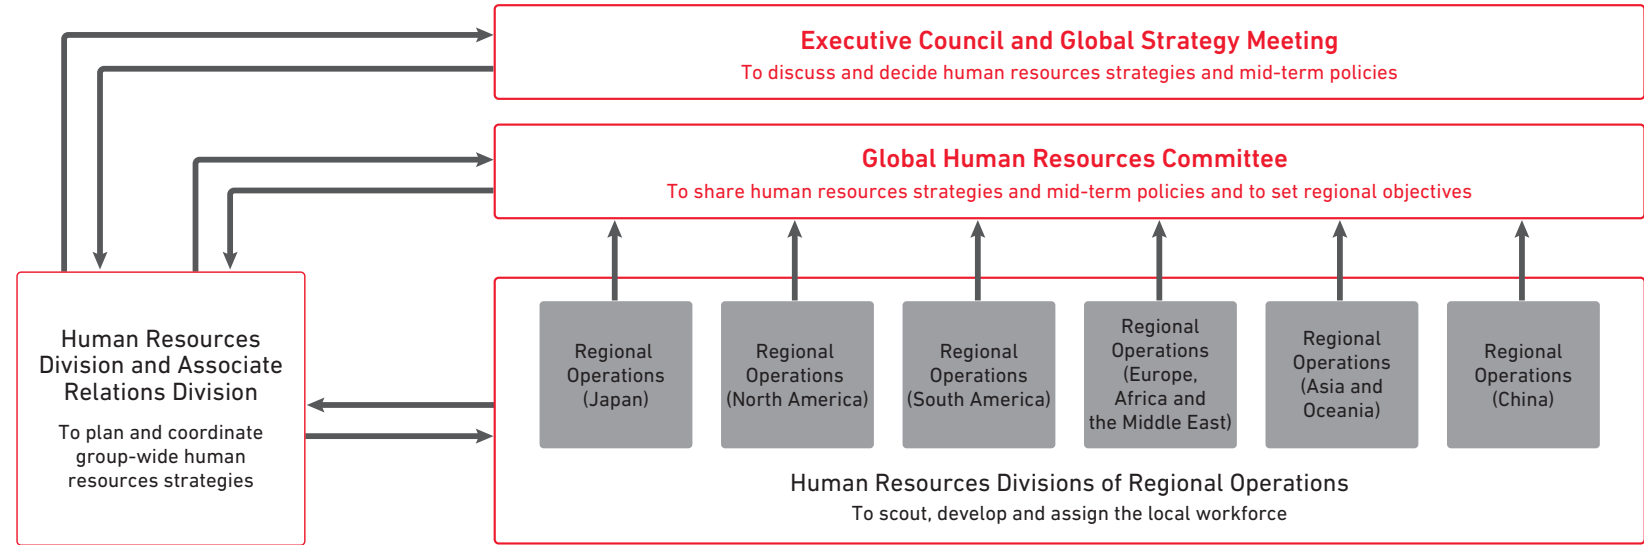 Executive Council and Global Strategy Meeting
To discuss and decide human resources strategies and mid-term policies
Global Human Resources Committee
To share human resources strategies and mid-term policies and to set regional objectives
Human Resources
Division and Associate
Relations Division
To plan and coordinate
group-wide human
resources strategies
Regional
Operations
(Japan)
Regional
Operations
(North America)
Regional
Operations
(South America)
Regional
Operations
(Europe,
Africa and
the Middle East)
Regional
Operations
(Asia and
Oceania)
Regional
Operations
(China)
Human Resources Divisions of Regional Operations
To scout, develop and assign the local workforce